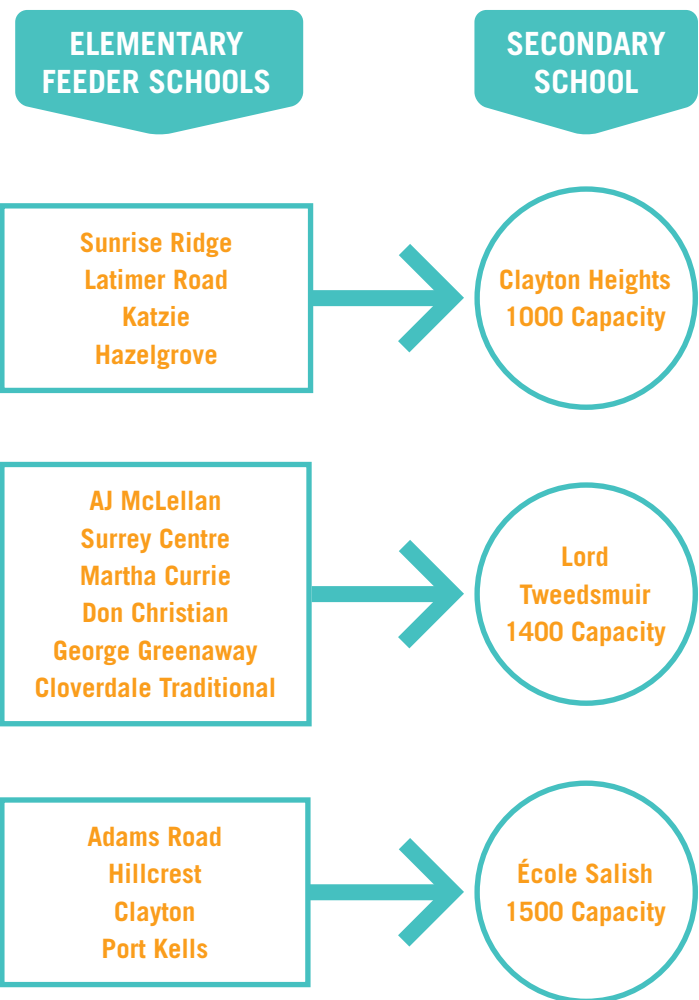 ELEMENTARY
FEEDER SCHOOLS
SECONDARY
SCHOOL
Sunrise Ridge
Latimer Road
Katzie
Hazelgrove
Clayton Heights
1000 Capacity
AJ McLellan
Surrey Centre
Martha Currie
Don Christian
George Greenaway
Cloverdale Traditional
Lord
Tweedsmuir
1400 Capacity
Adams Road
Hillcrest
Clayton
Port Kells
École Salish
1500 Capacity